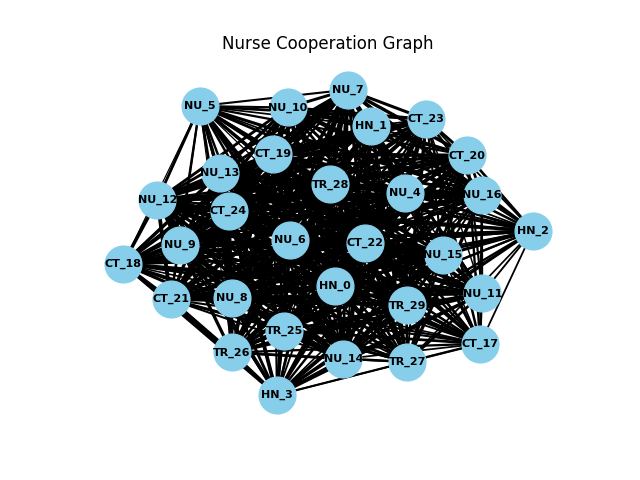 Nurse Cooperation Graph
NU_7
NU_5
NU_10
CT_23
HN_1
CT_19
CT_20
NU_13
TR_28
NU_4
NU_16
NU_12
CT_24
HN_2
NU_6
CT_22
NU_9
NU_15
CT_18
HN_0
NU_11
CT_21
NU_8
TR_29
TR_25
CT_17
TR_26
NU_14
TR_27
HN_3